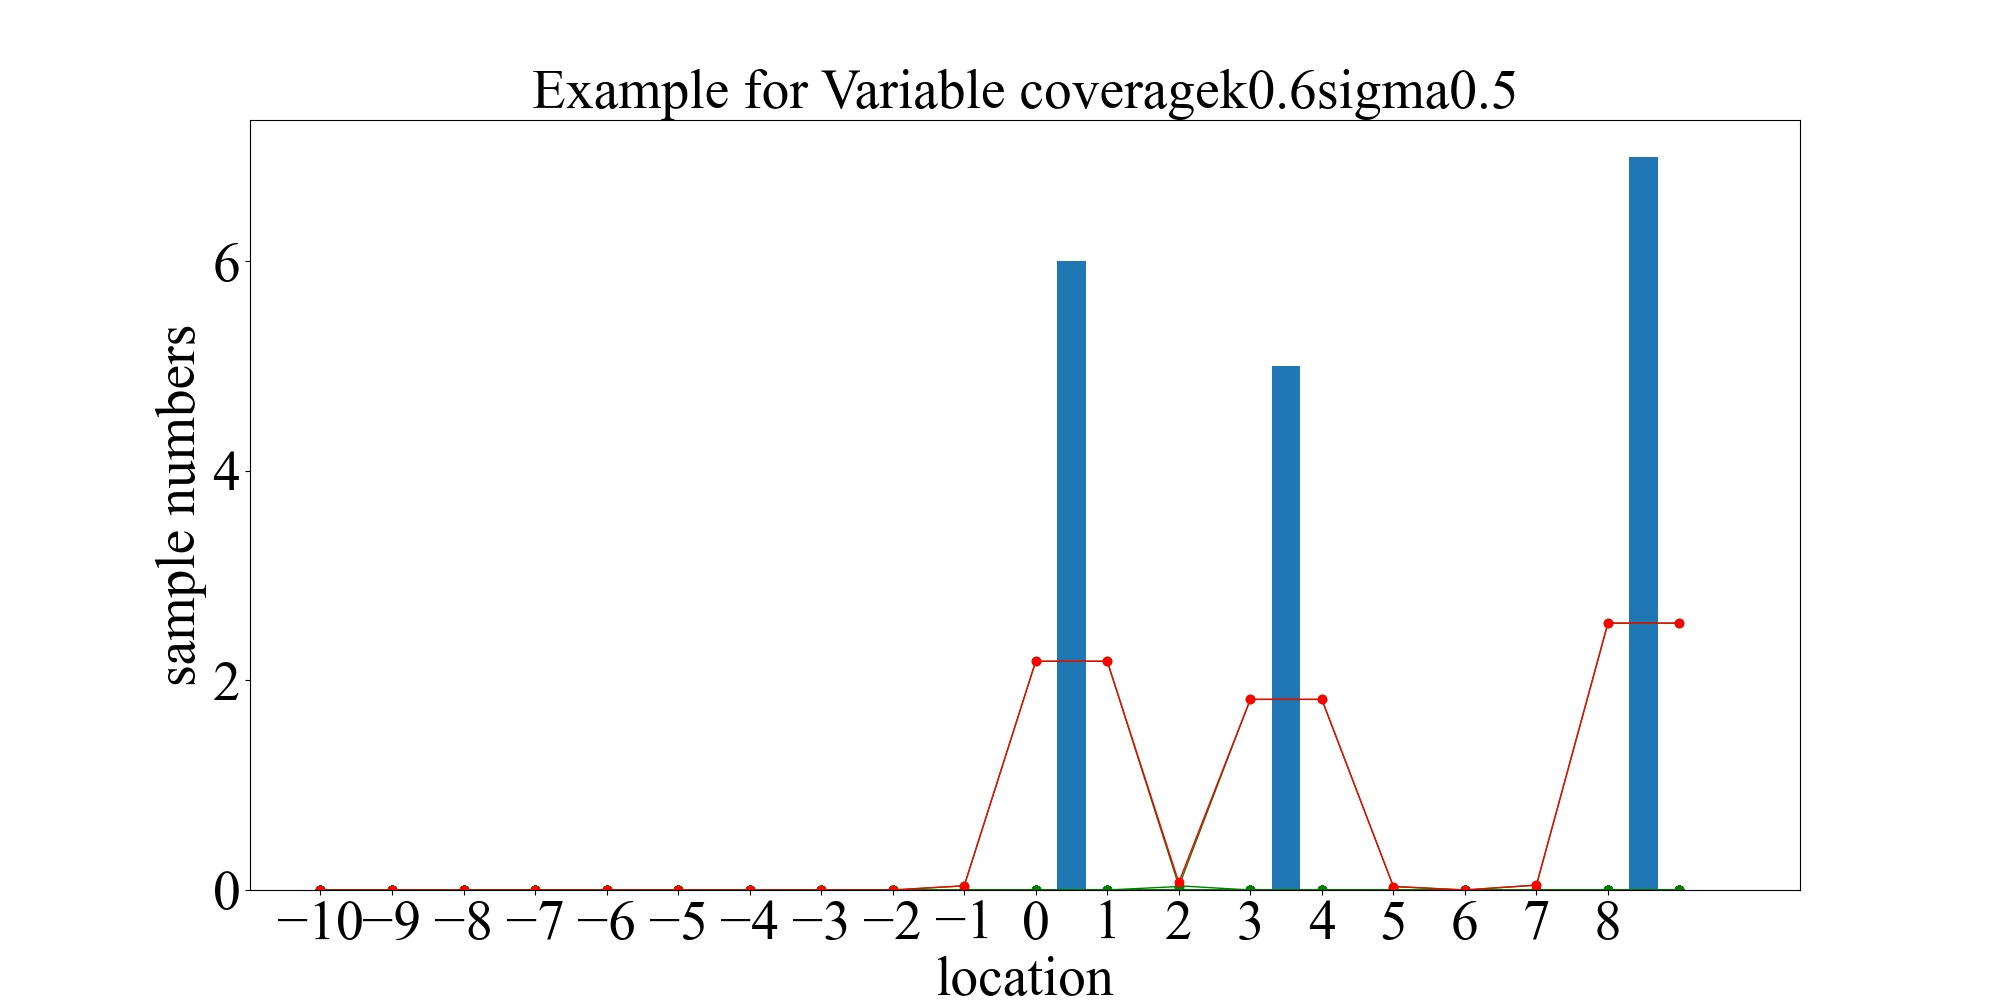 Example for Variable coveragek0.6sigma0.5
6
4
2
0
sample numbers
−10 −9 −8 −7 −6 −5 −4 −3 −2 −1 0 1 2 3 4 5 6 7 8
location